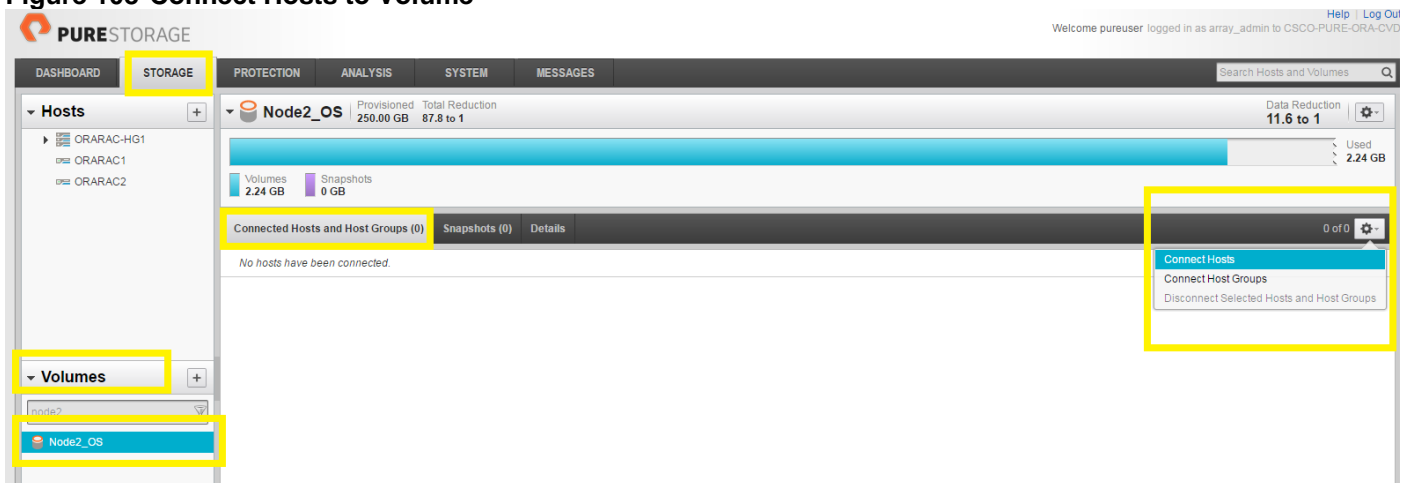 Figure 108 Connect Hosts to Volume
Help | Log Out
PURESTORAGE
Welcome pureuser logged in as array_admin to CSCO-PURE-ORA-CVD
DASHBOARD STORAGE PROTECTION ANALYSIS SYSTEM MESSAGES Search Hosts and Volumes
Hosts
ORARAC-HG1
ORARAC1
ORARAC2
Node2_OS Provisioned 250.00 GB Total Reduction 87.8 to 1
Data Reduction
11.6 to 1
Used
2.24 GB
Volumes
2.24 GB
Snapshots
0 GB
Connected Hosts and Host Groups (0) Snapshots (0) Details 0 of 0
No hosts have been connected.
Connect Hosts
Connect Host Groups
Disconnect Selected Hosts and Host Groups
Volumes
node2
Node2_OS